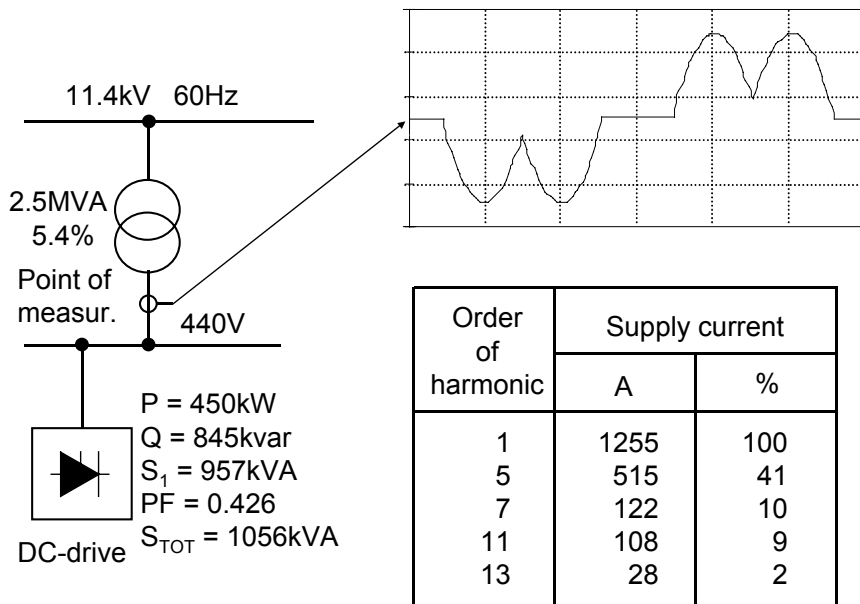 11.4kV 60Hz
2.5MVA
5.4%
Point of
measur.
440V
P = 450kW
Q = 845kvar
S₁ = 957kVA
PF = 0.426
S_TOT = 1056kVA
DC-drive
Order of harmonic
Supply current
A %
1 1255 100
5 515 41
7 122 10
11 108 9
13 28 2